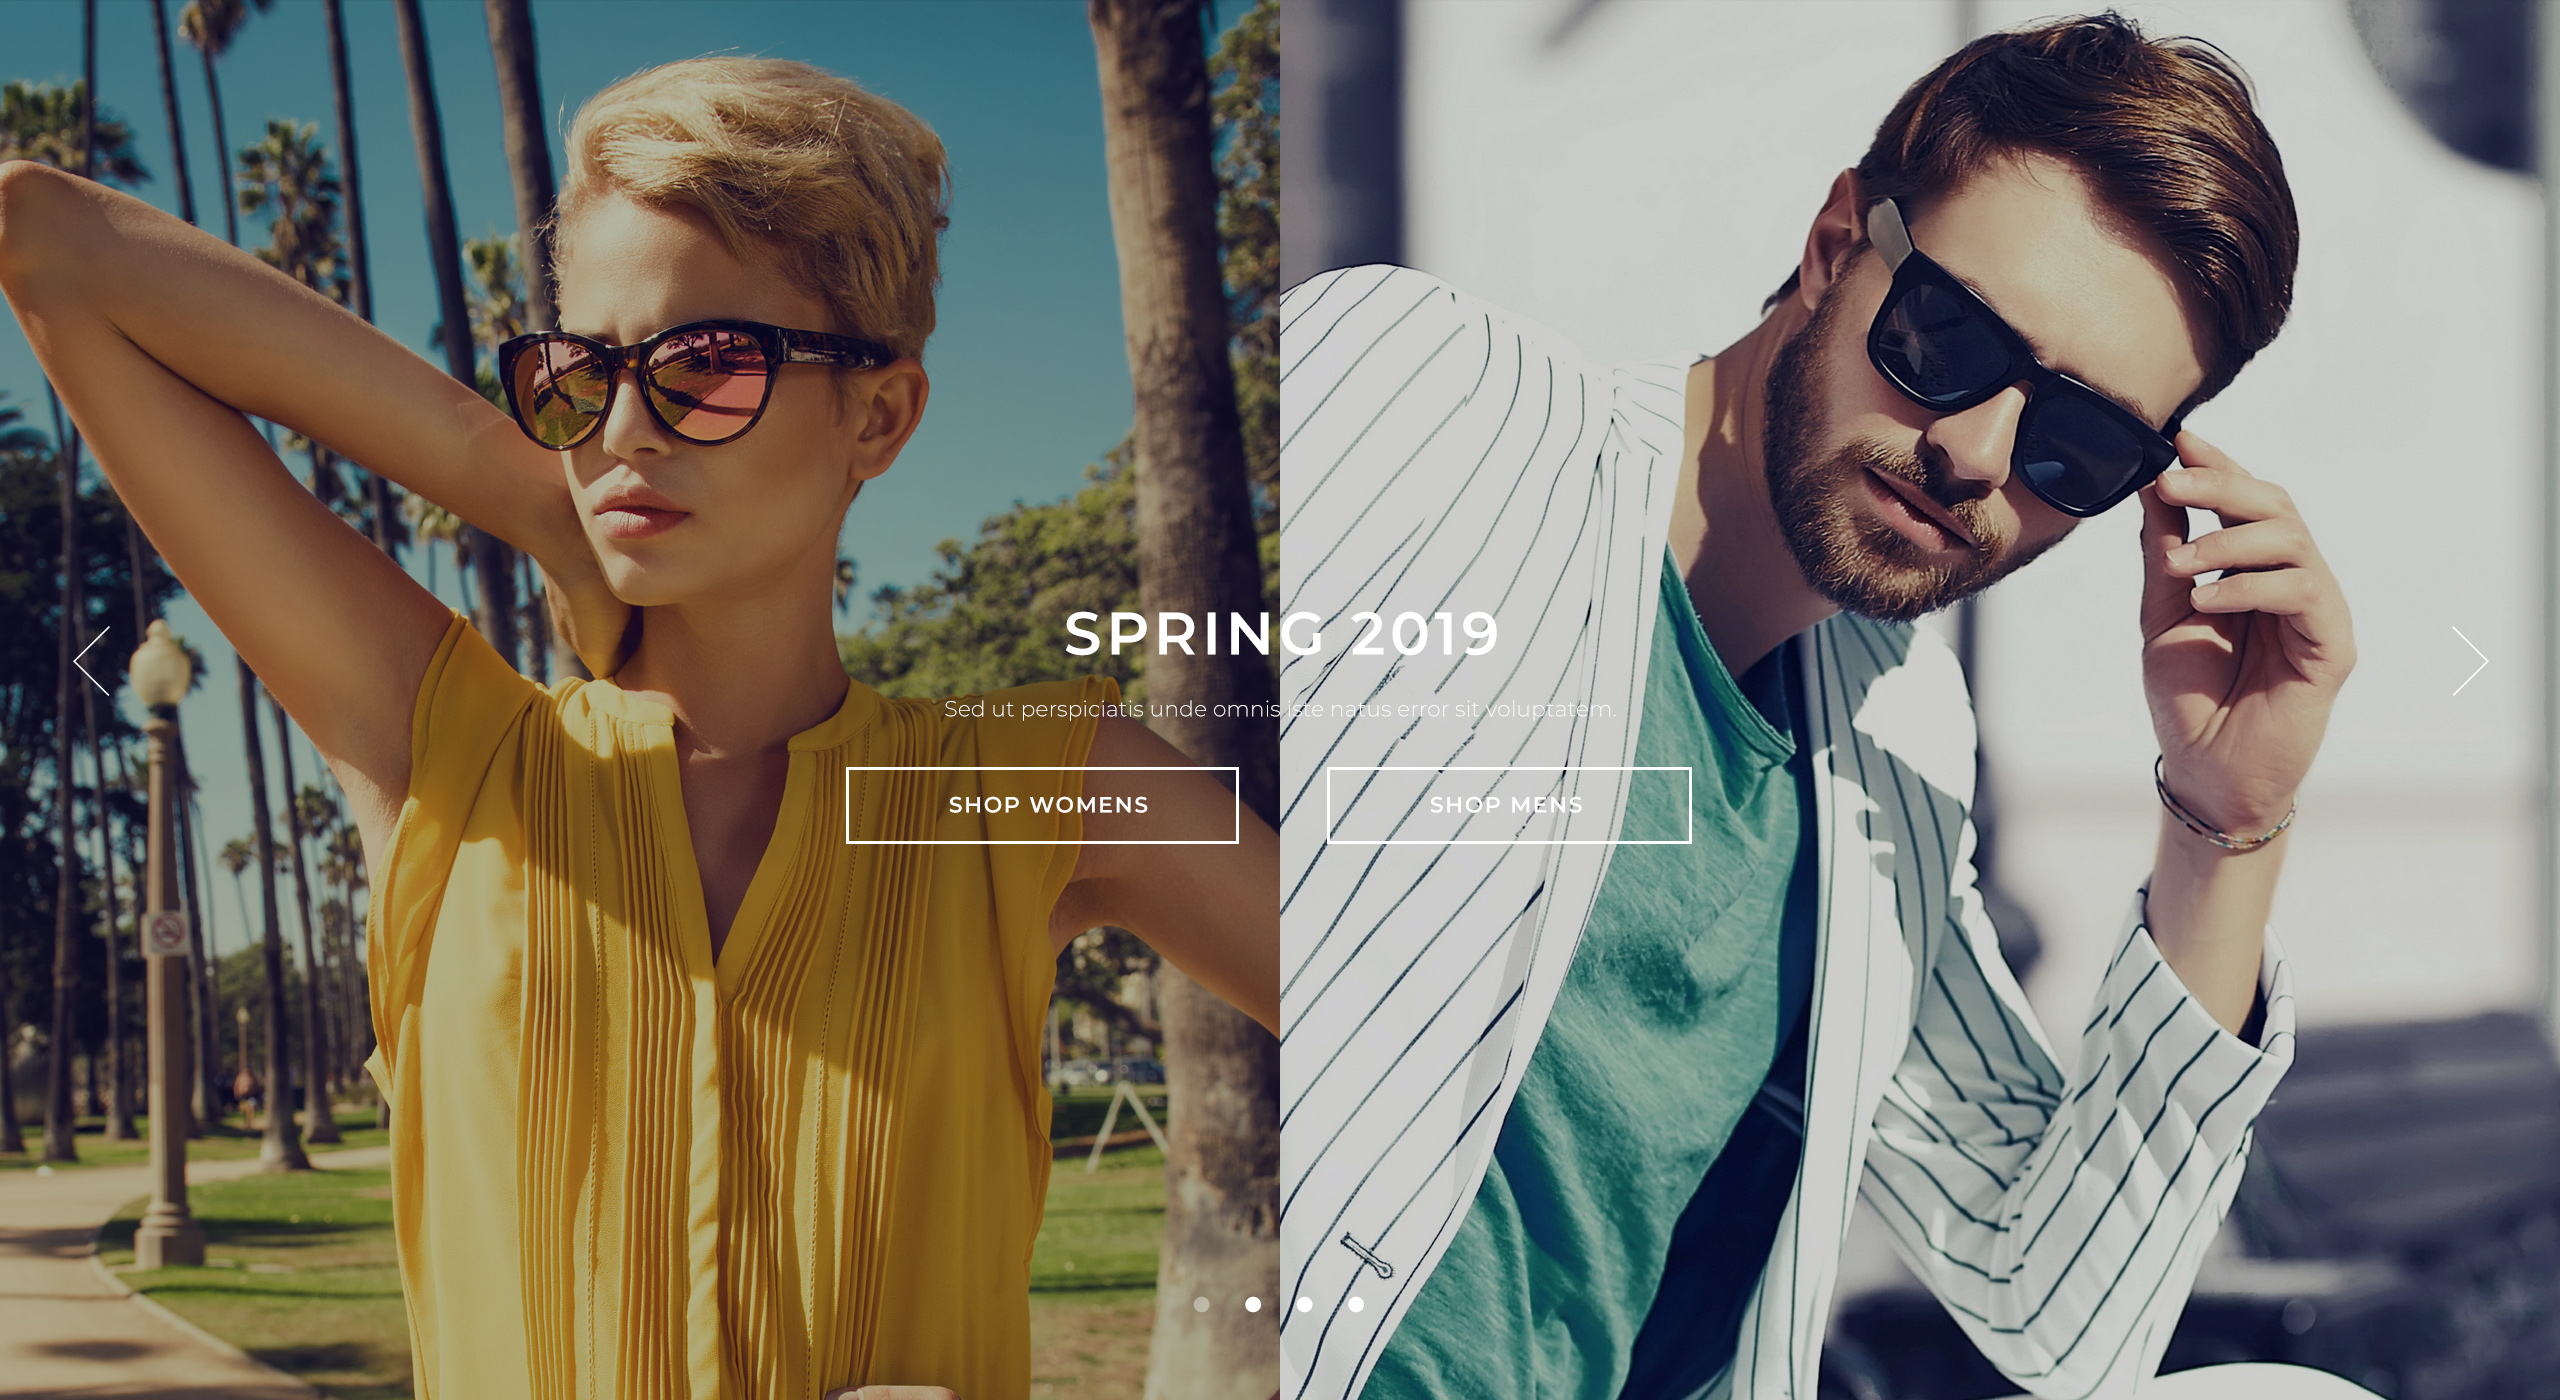 SPRING 2019
Sed ut perspiciatis unde omnis iste natus error sit voluptatem.
SHOP WOMENS
SHOP MENS